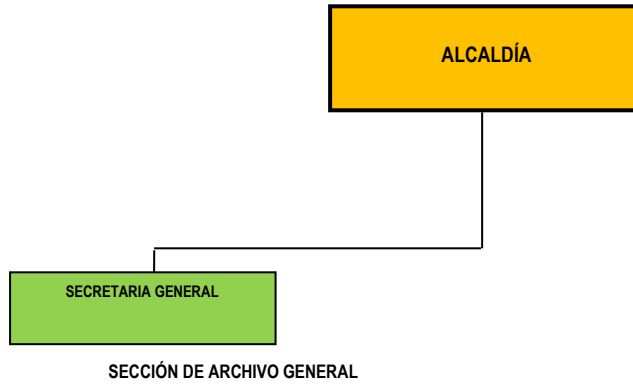 ALCALDÍA
SECRETARIA GENERAL
SECCIÓN DE ARCHIVO GENERAL